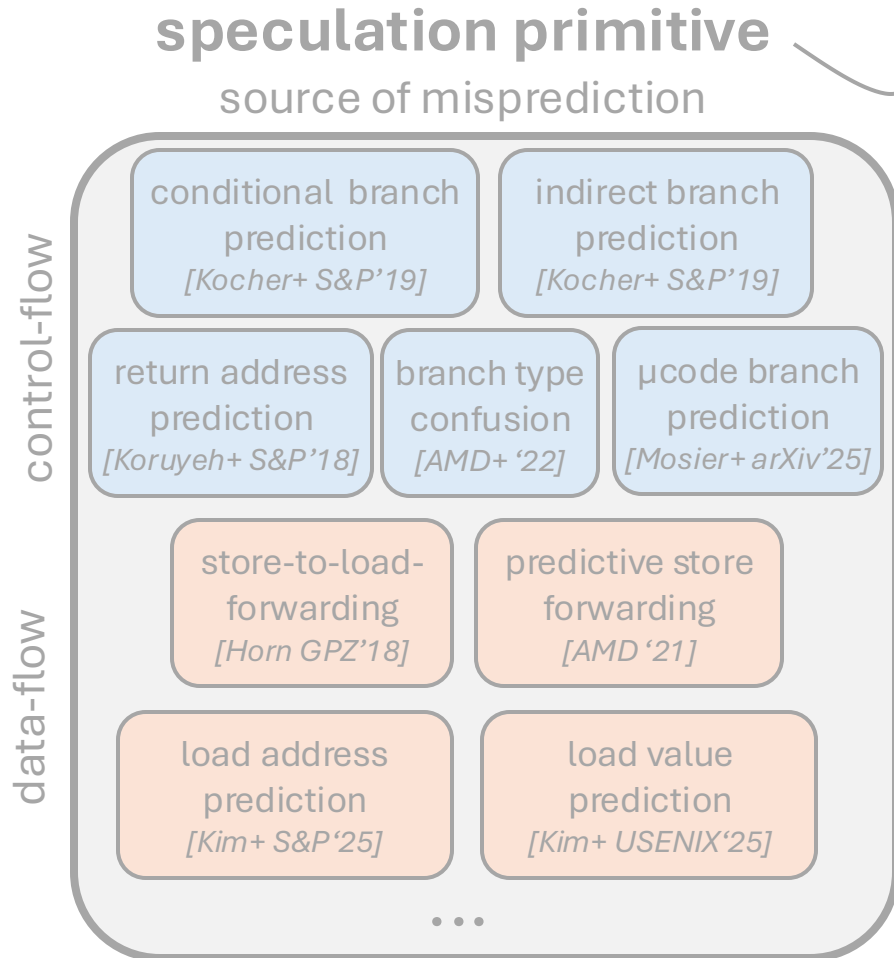 speculation primitive
source of misprediction
control-flow
conditional branch
prediction
[Kocher+ S&P’19]
indirect branch
prediction
[Kocher+ S&P’19]
return address
prediction
[Koruyeh+ S&P’18]
branch type
confusion
[AMD+ ‘22]
µcode branch
prediction
[Mosier+ arXiv’25]
data-flow
store-to-load-
forwarding
[Horn GPZ’18]
predictive store
forwarding
[AMD ‘21]
load address
prediction
[Kim+ S&P‘25]
load value
prediction
[Kim+ USENIX‘25]
...